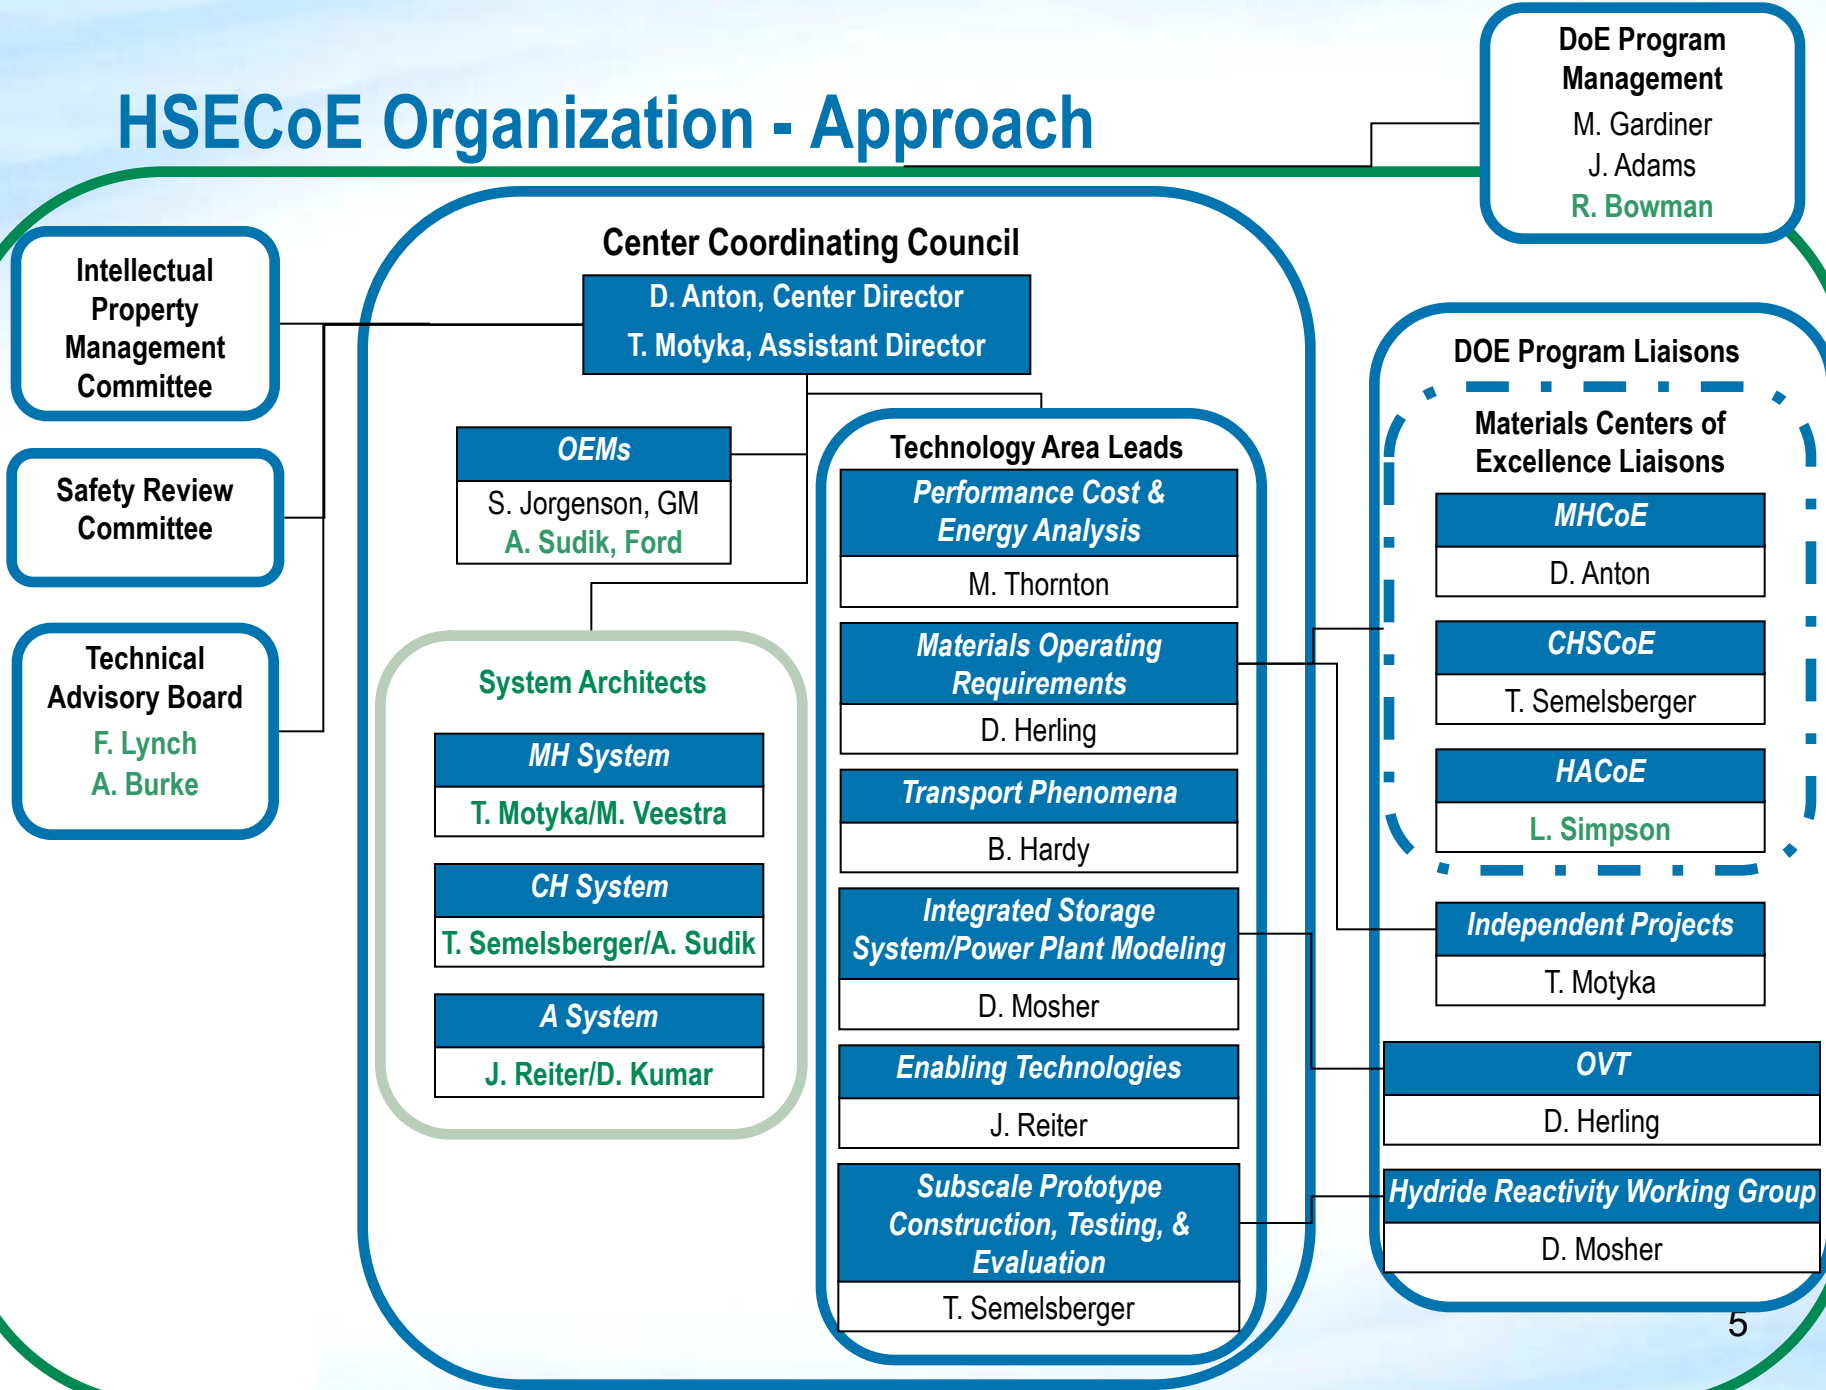 HSECoE Organization - Approach
DoE Program
Management
M. Gardiner
J. Adams
R. Bowman
Intellectual
Property
Management
Committee
Safety Review
Committee
Technical
Advisory Board
F. Lynch
A. Burke
Center Coordinating Council
D. Anton, Center Director
T. Motyka, Assistant Director
OEMs
S. Jorgenson, GM
A. Sudik, Ford
System Architects
MH System
T. Motyka/M. Veestra
CH System
T. Semelsberger/A. Sudik
A System
J. Reiter/D. Kumar
Technology Area Leads
Performance Cost &
Energy Analysis
M. Thornton
Materials Operating
Requirements
D. Herling
Transport Phenomena
B. Hardy
Integrated Storage
System/Power Plant Modeling
D. Mosher
Enabling Technologies
J. Reiter
Subscale Prototype
Construction, Testing, &
Evaluation
T. Semelsberger
DOE Program Liaisons
Materials Centers of
Excellence Liaisons
MHCoE
D. Anton
CHSCoE
T. Semelsberger
HACoE
L. Simpson
Independent Projects
T. Motyka
OVT
D. Herling
Hydride Reactivity Working Group
D. Mosher
5